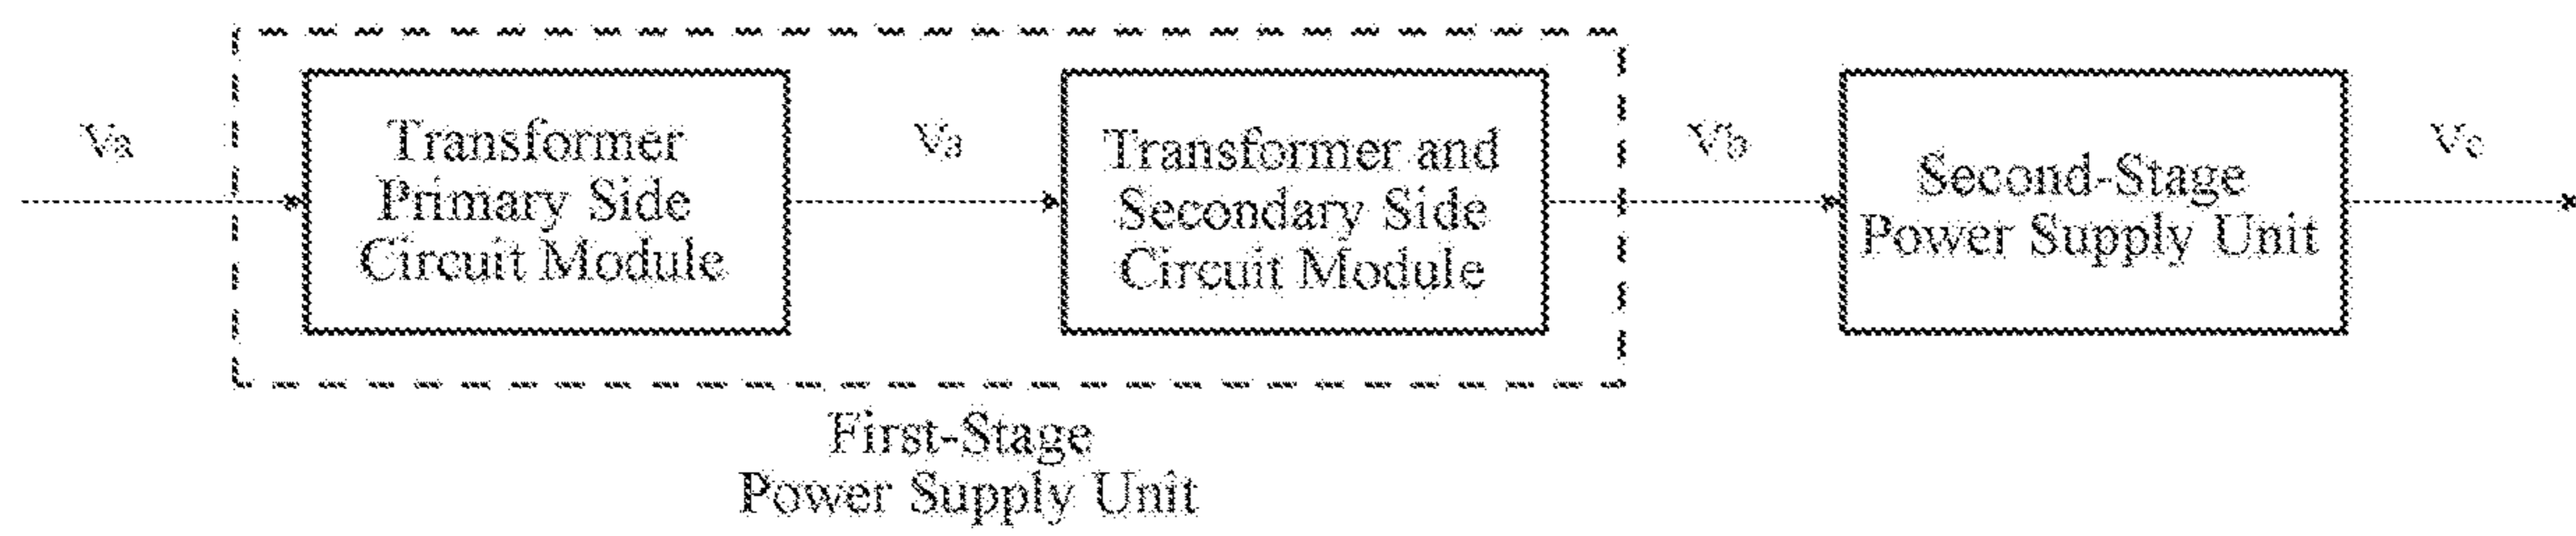 Va
Transformer
Primary Side
Circuit Module
Va
Transformer and
Secondary Side
Circuit Module
Vb
Second-Stage
Power Supply Unit
Vc
First-Stage
Power Supply Unit